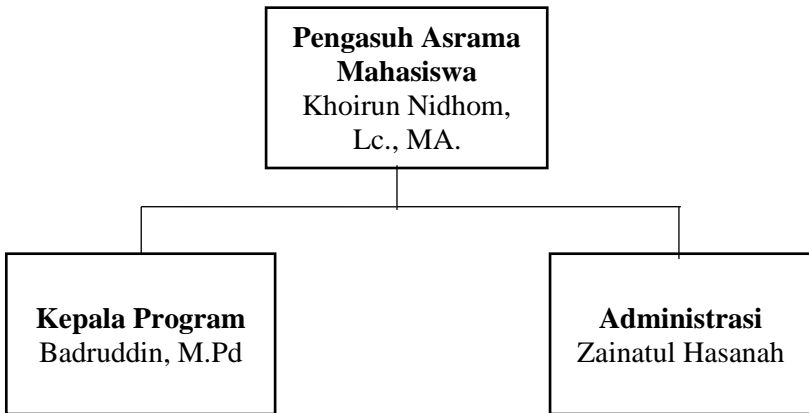 Pengasuh Asrama
Mahasiswa
Khoirun Nidhom,
Lc., MA.
Kepala Program
Badruddin, M.Pd
Administrasi
Zainatul Hasanah